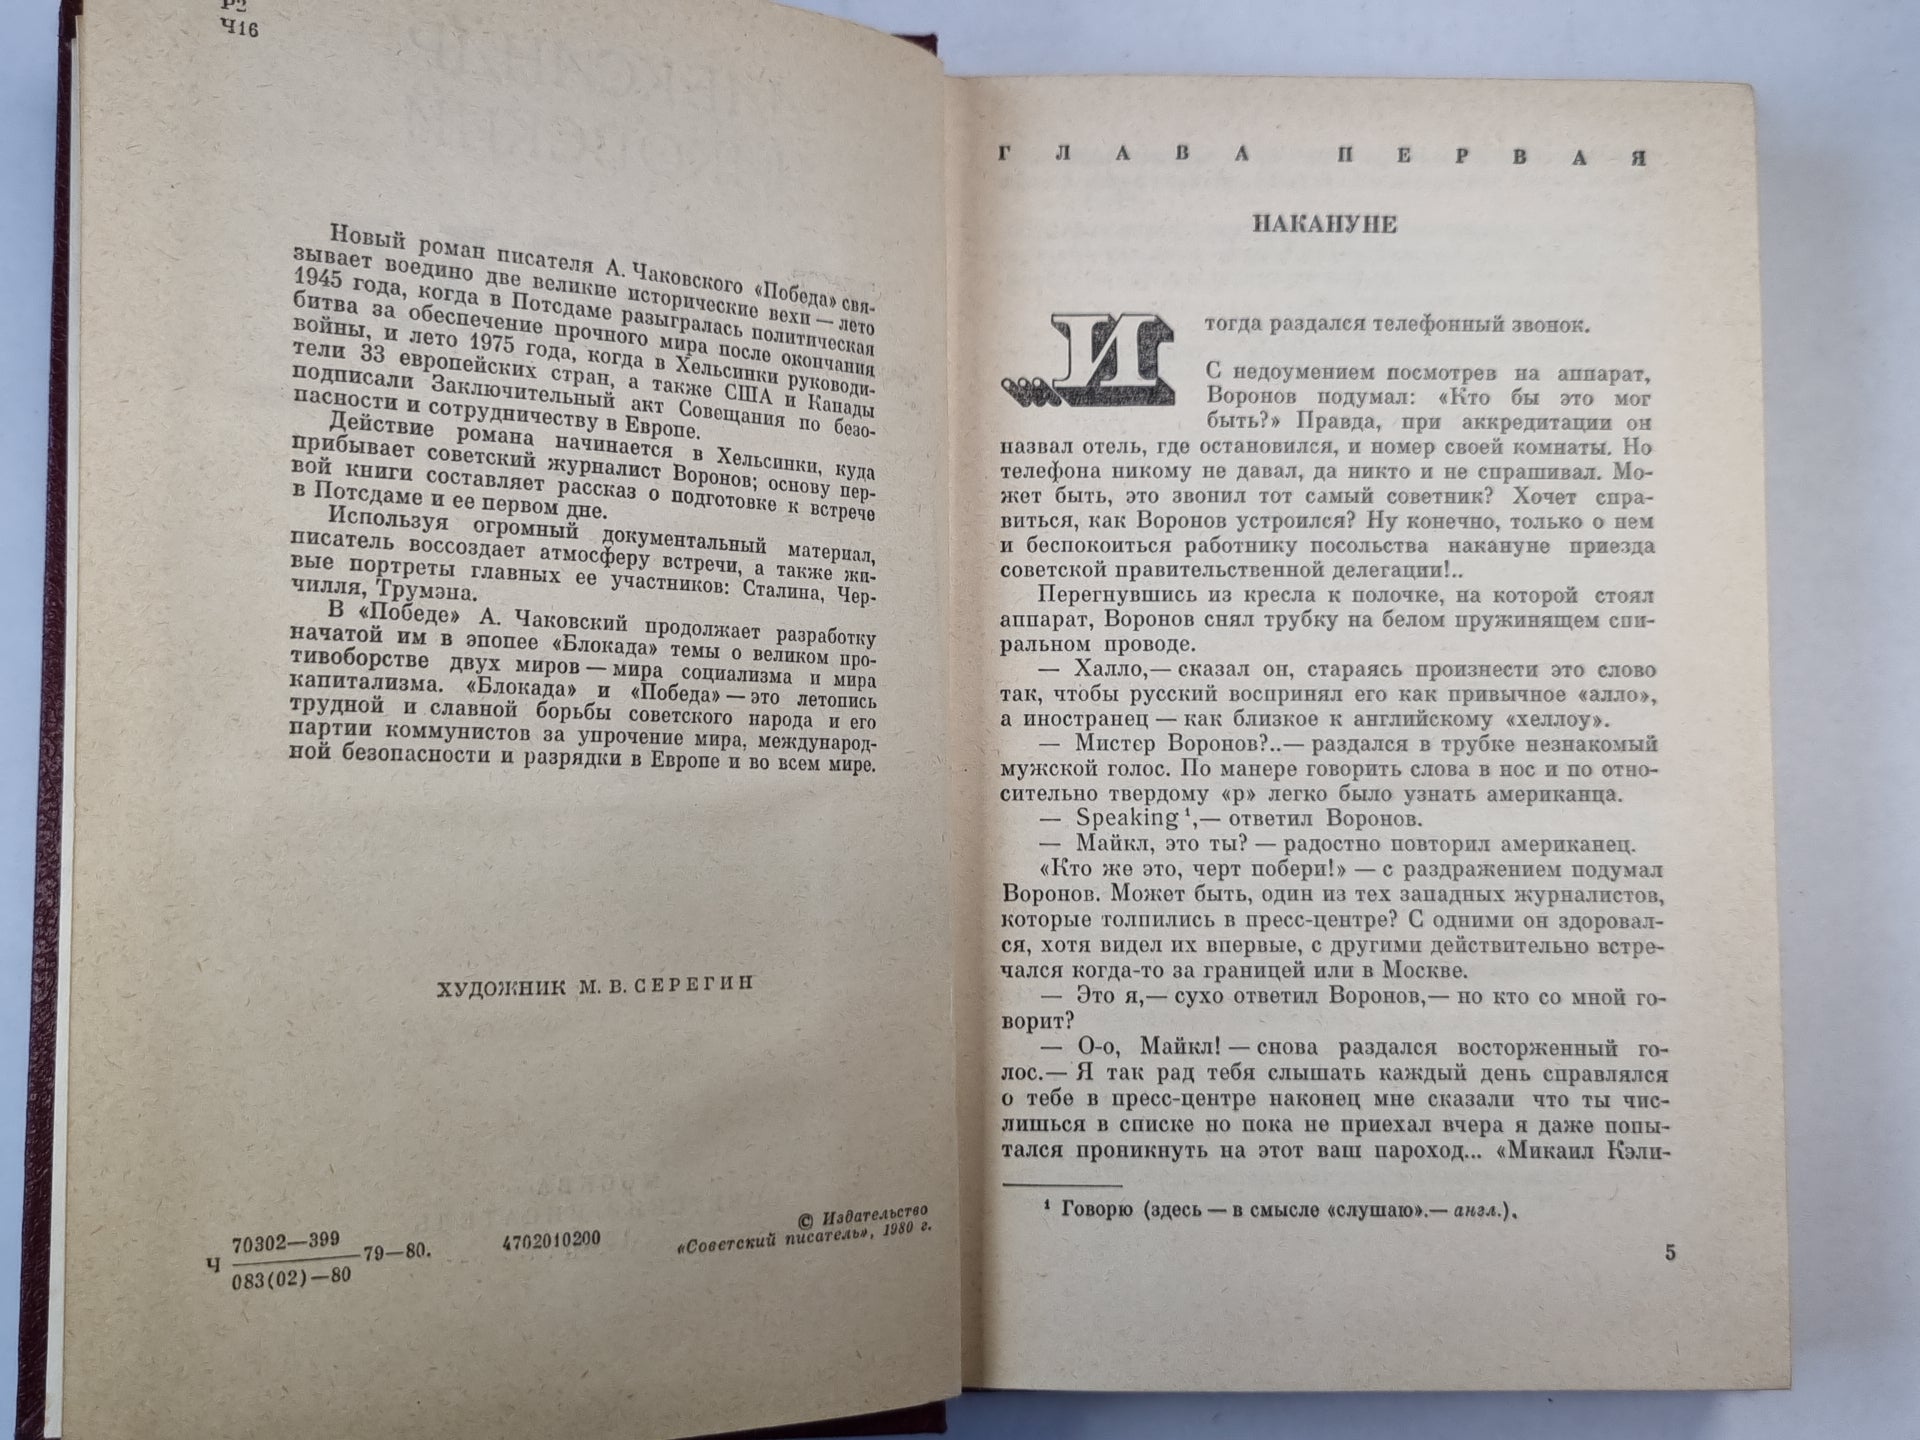 Р2
Ч16
Новый роман писателя А. Чаковского «Победа» свя-
зывает воедино две великие исторические вехи — лето
1945 года, когда в Потсдаме разыгралась политическая
битва за обеспечение прочного мира после окончания
войны, и лето 1975 года, когда в Хельсинки руководи-
тели 33 европейских стран, а также США и Канады
подписали Заключительный акт Совещания по безо-
пасности и сотрудничеству в Европе.
Действие романа начинается в Хельсинки, куда
прибывает советский журналист Воронов; основу пер-
вой книги составляет рассказ о подготовке к встрече
в Потсдаме и ее первом дне.
Используя огромный документальный материал,
писатель воссоздает атмосферу встречи, а также жи-
вые портреты главных ее участников: Сталина, Чер-
чилля, Трумэна.
В «Победе» А. Чаковский продолжает разработку
начатой им в эпопее «Блокада» темы о великом про-
тивоборстве двух миров — мира социализма и мира
капитализма. «Блокада» и «Победа» — это летопись
трудной и славной борьбы советского народа и его
партии коммунистов за упрочение мира, международ-
ной безопасности и разрядки в Европе и во всем мире.
ХУДОЖНИК М. В. СЕРЕГИН
Ч 70302—399
083(02)—80 79—80.
4702010200
© Издательство
«Советский писатель», 1980 г.
ГЛАВА ПЕРВАЯ
НАКАНУНЕ
И тогда раздался телефонный звонок.
С недоумением посмотрев на аппарат,
Воронов подумал: «Кто бы это мог
быть?» Правда, при аккредитации он
назвал отель, где остановился, и номер своей комнаты. Но
телефона никому не давал, да никто и не спрашивал. Мо-
жет быть, это звонил тот самый советник? Хочет спра-
виться, как Воронов устроился? Ну конечно, только о нем
и беспокоиться работнику посольства накануне приезда
советской правительственной делегации!..
Перегнувшись из кресла к полочке, на которой стоял
аппарат, Воронов снял трубку на белом пружинящем спи-
ральном проводе.
— Халло,— сказал он, стараясь произнести это слово
так, чтобы русский воспринял его как привычное «алло»,
а иностранец — как близкое к английскому «хеллоу».
— Мистер Воронов?..— раздался в трубке незнакомый
мужской голос. По манере говорить слова в нос и по отно-
сительно твердому «р» легко было узнать американца.
— Speaking ¹,— ответил Воронов.
— Майкл, это ты? — радостно повторил американец.
«Кто же это, черт побери!» — с раздражением подумал
Воронов. Может быть, один из тех западных журналистов,
которые толпились в пресс-центре? С одними он здоровал-
ся, хотя видел их впервые, с другими действительно встре-
чался когда-то за границей или в Москве.
— Это я,— сухо ответил Воронов,— но кто со мной го-
ворит?
— О-о, Майкл! — снова раздался восторженный го-
лос.— Я так рад тебя слышать каждый день справлялся
о тебе в пресс-центре наконец мне сказали что ты чис-
лишься в списке но пока не приехал вчера я даже попы-
тался проникнуть на этот ваш пароход... «Микаил Кэли-
¹ Говорю (здесь — в смысле «слушаю».— англ.).
5